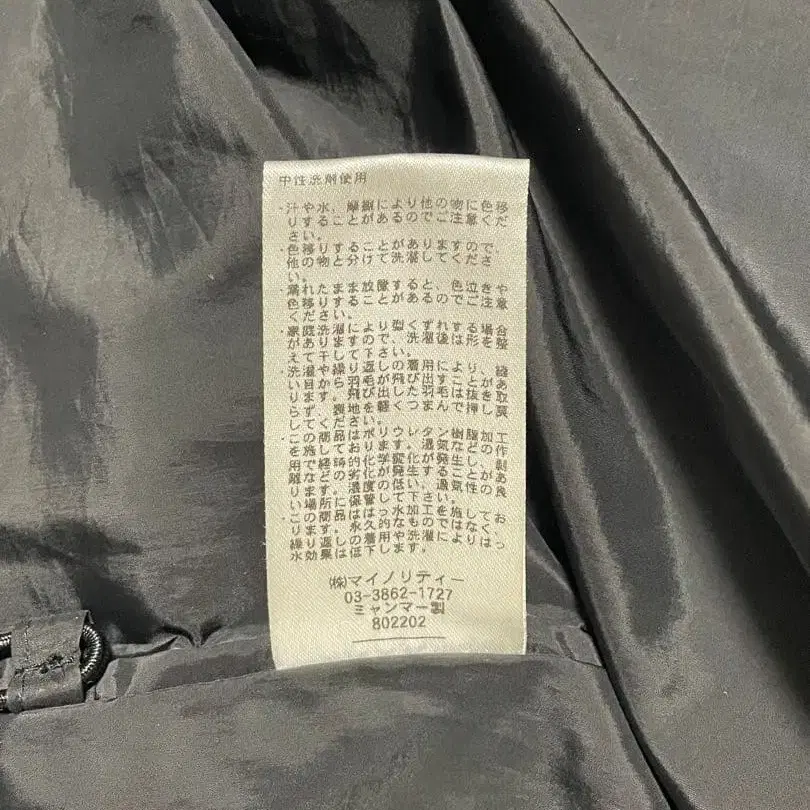 中性洗剤使用
・汗や水、摩擦により他の物に色移
りすることがあるのでご注意くだ
さい。
・色移りすることがありますので、
他の物と分けて洗濯してくださ
い。
・濡れたまま放置すると、色泣きや
色移りすることがあるのでご注意
ください。
・家庭洗濯により型くずれする場合
がありますので、洗濯後は形を整
えて干して下さい。
・洗濯や繰り返しの着用により、縫
い目から羽毛が飛び出すことがあ
ります。飛び出した羽毛は抜き取
らず、裏地を軽くつまんで押し戻
してください。
・この商品はポリウレタン樹脂加工
を施しております。湿気などの作
用で経時的化学変化が発生し、剥
離などの劣化が発生することがあ
ります。湿度の低い、通気性の良
い場所に保管して下さい。
・この商品ははっ水加工を施してお
ります。永久的なものではなく、
繰り返しの着用や洗濯によりはっ
水効果は低下します。
㈱マイノリティー
03-3862-1727
ミャンマー製
802202